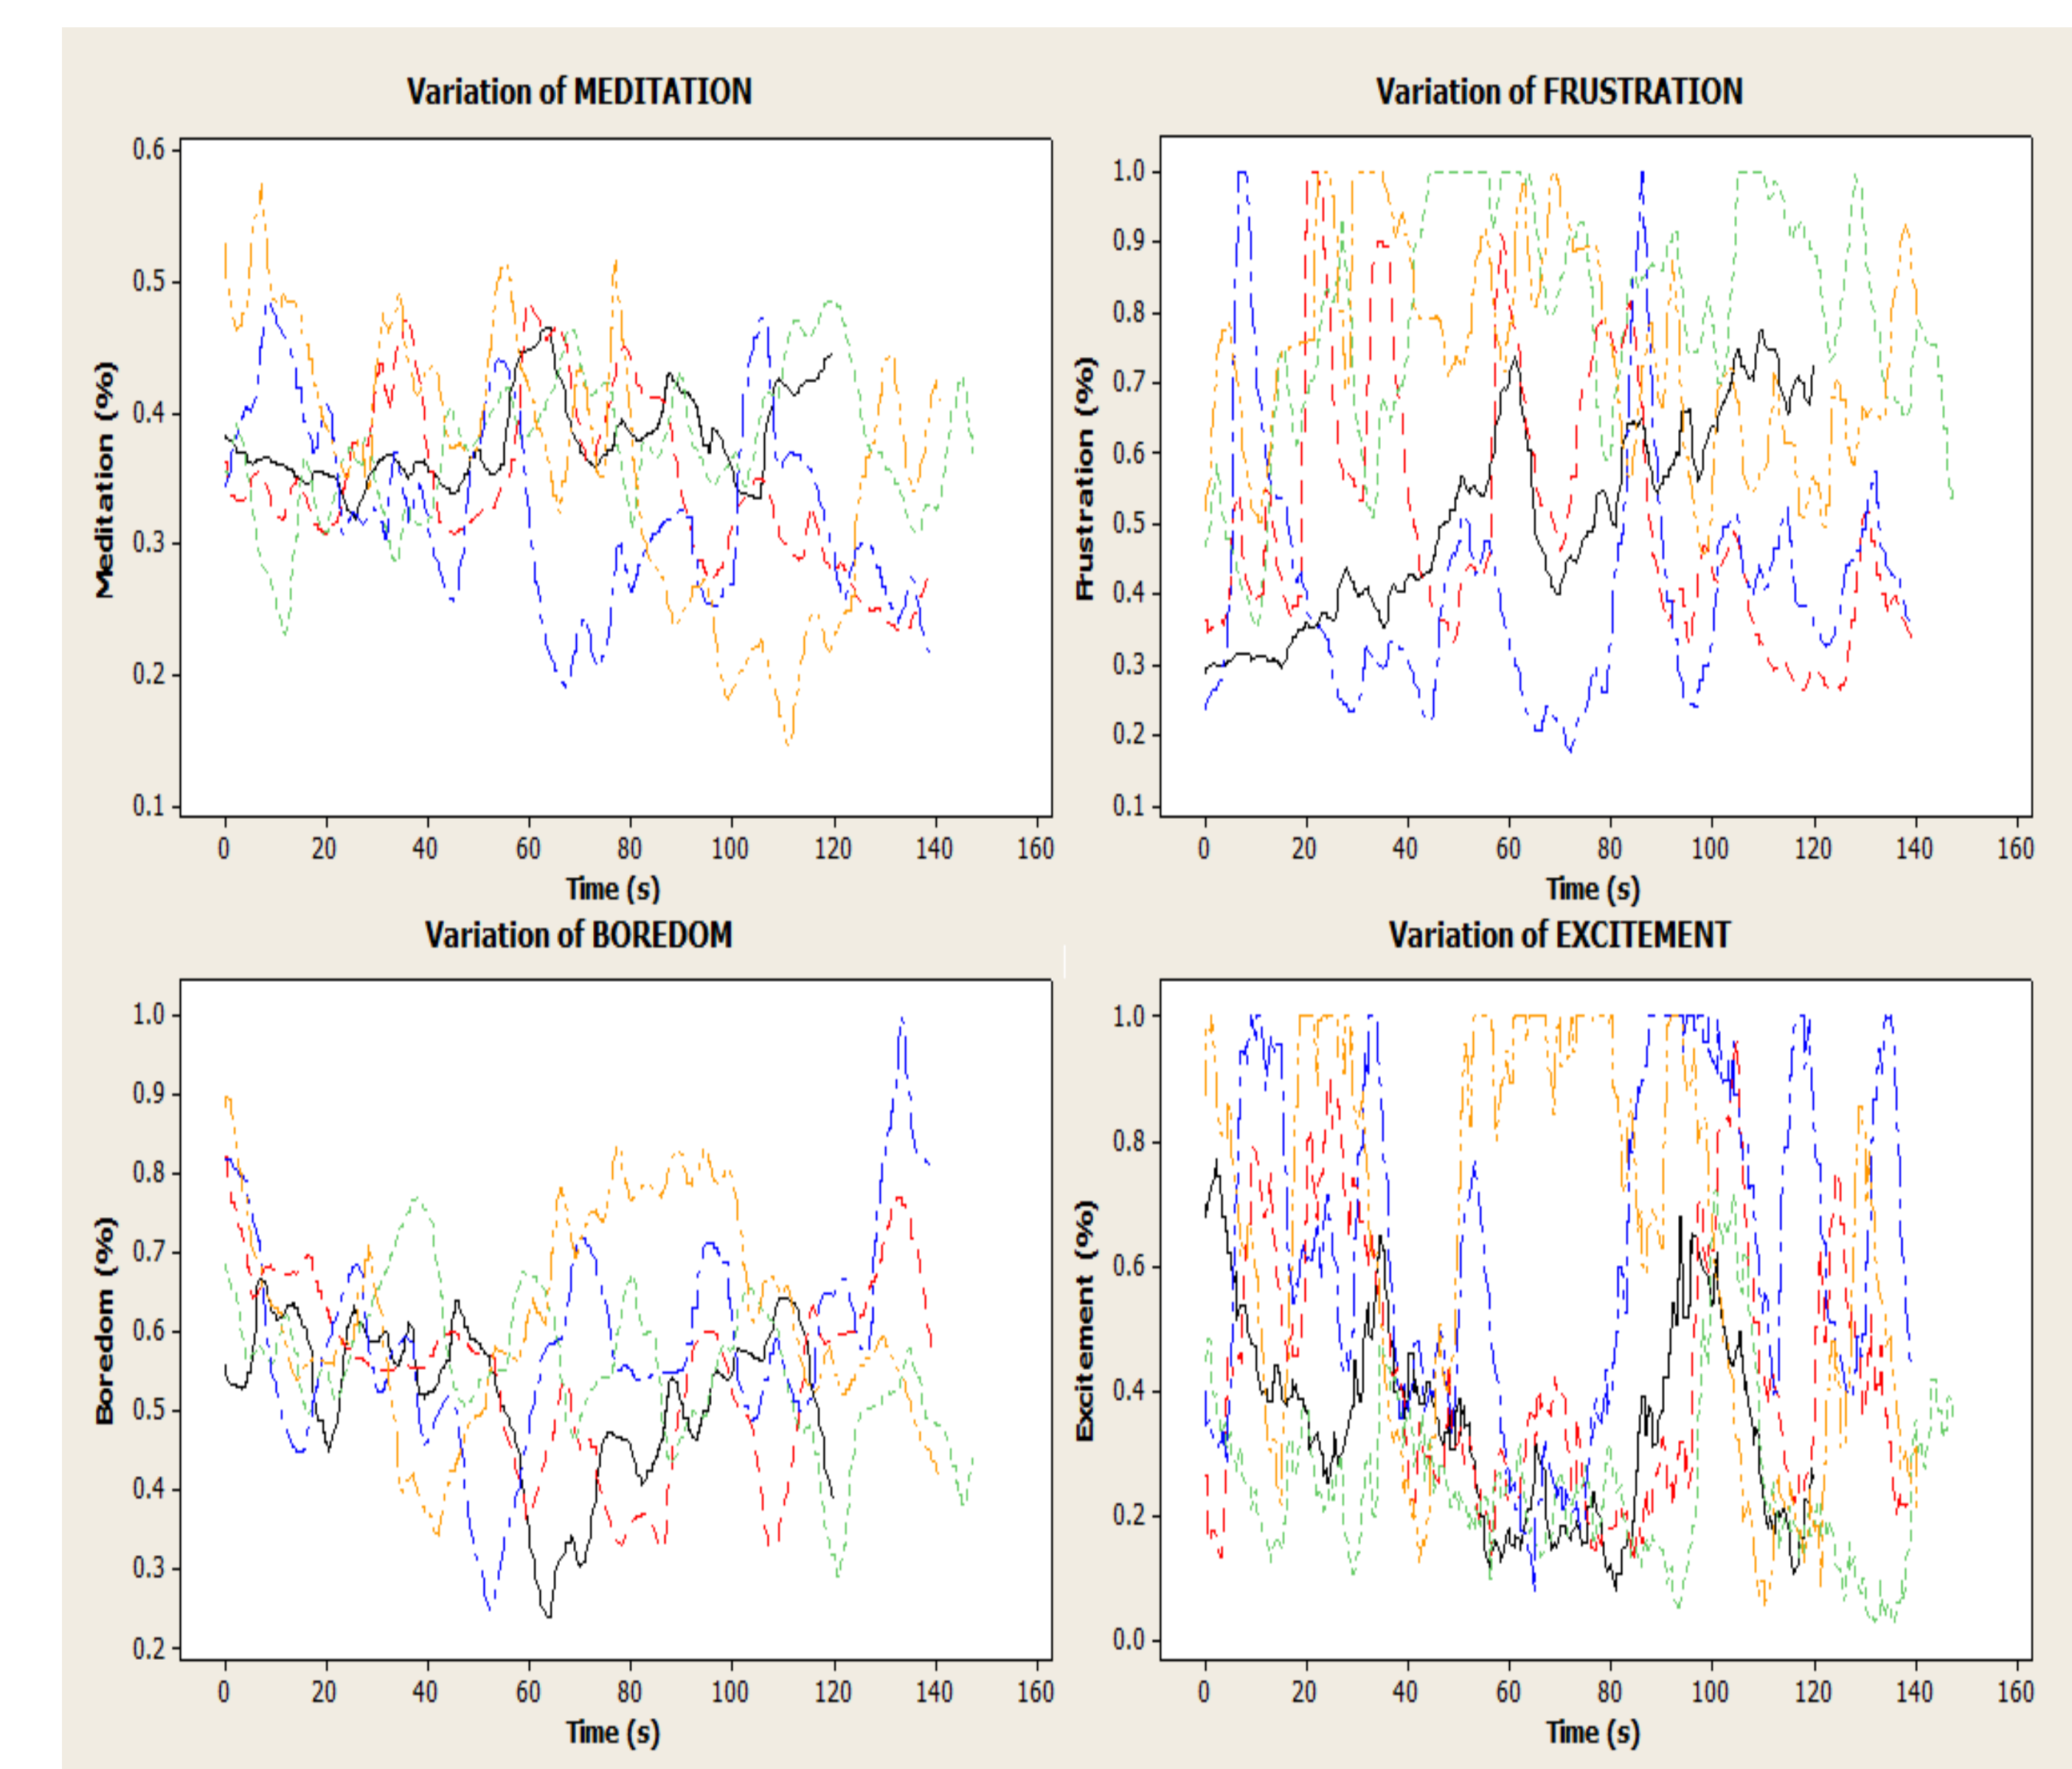 Variation of MEDITATION
0.6
0.5
0.4
0.3
0.2
0.1
Meditation (%)
0 20 40 60 80 100 120 140 160
Time (s)
Variation of FRUSTRATION
1.0
0.9
0.8
0.7
0.6
0.5
0.4
0.3
0.2
0.1
Frustration (%)
0 20 40 60 80 100 120 140 160
Time (s)
Variation of BOREDOM
1.0
0.9
0.8
0.7
0.6
0.5
0.4
0.3
0.2
Boredom (%)
0 20 40 60 80 100 120 140 160
Time (s)
Variation of EXCITEMENT
1.0
0.8
0.6
0.4
0.2
0.0
Excitement (%)
0 20 40 60 80 100 120 140 160
Time (s)